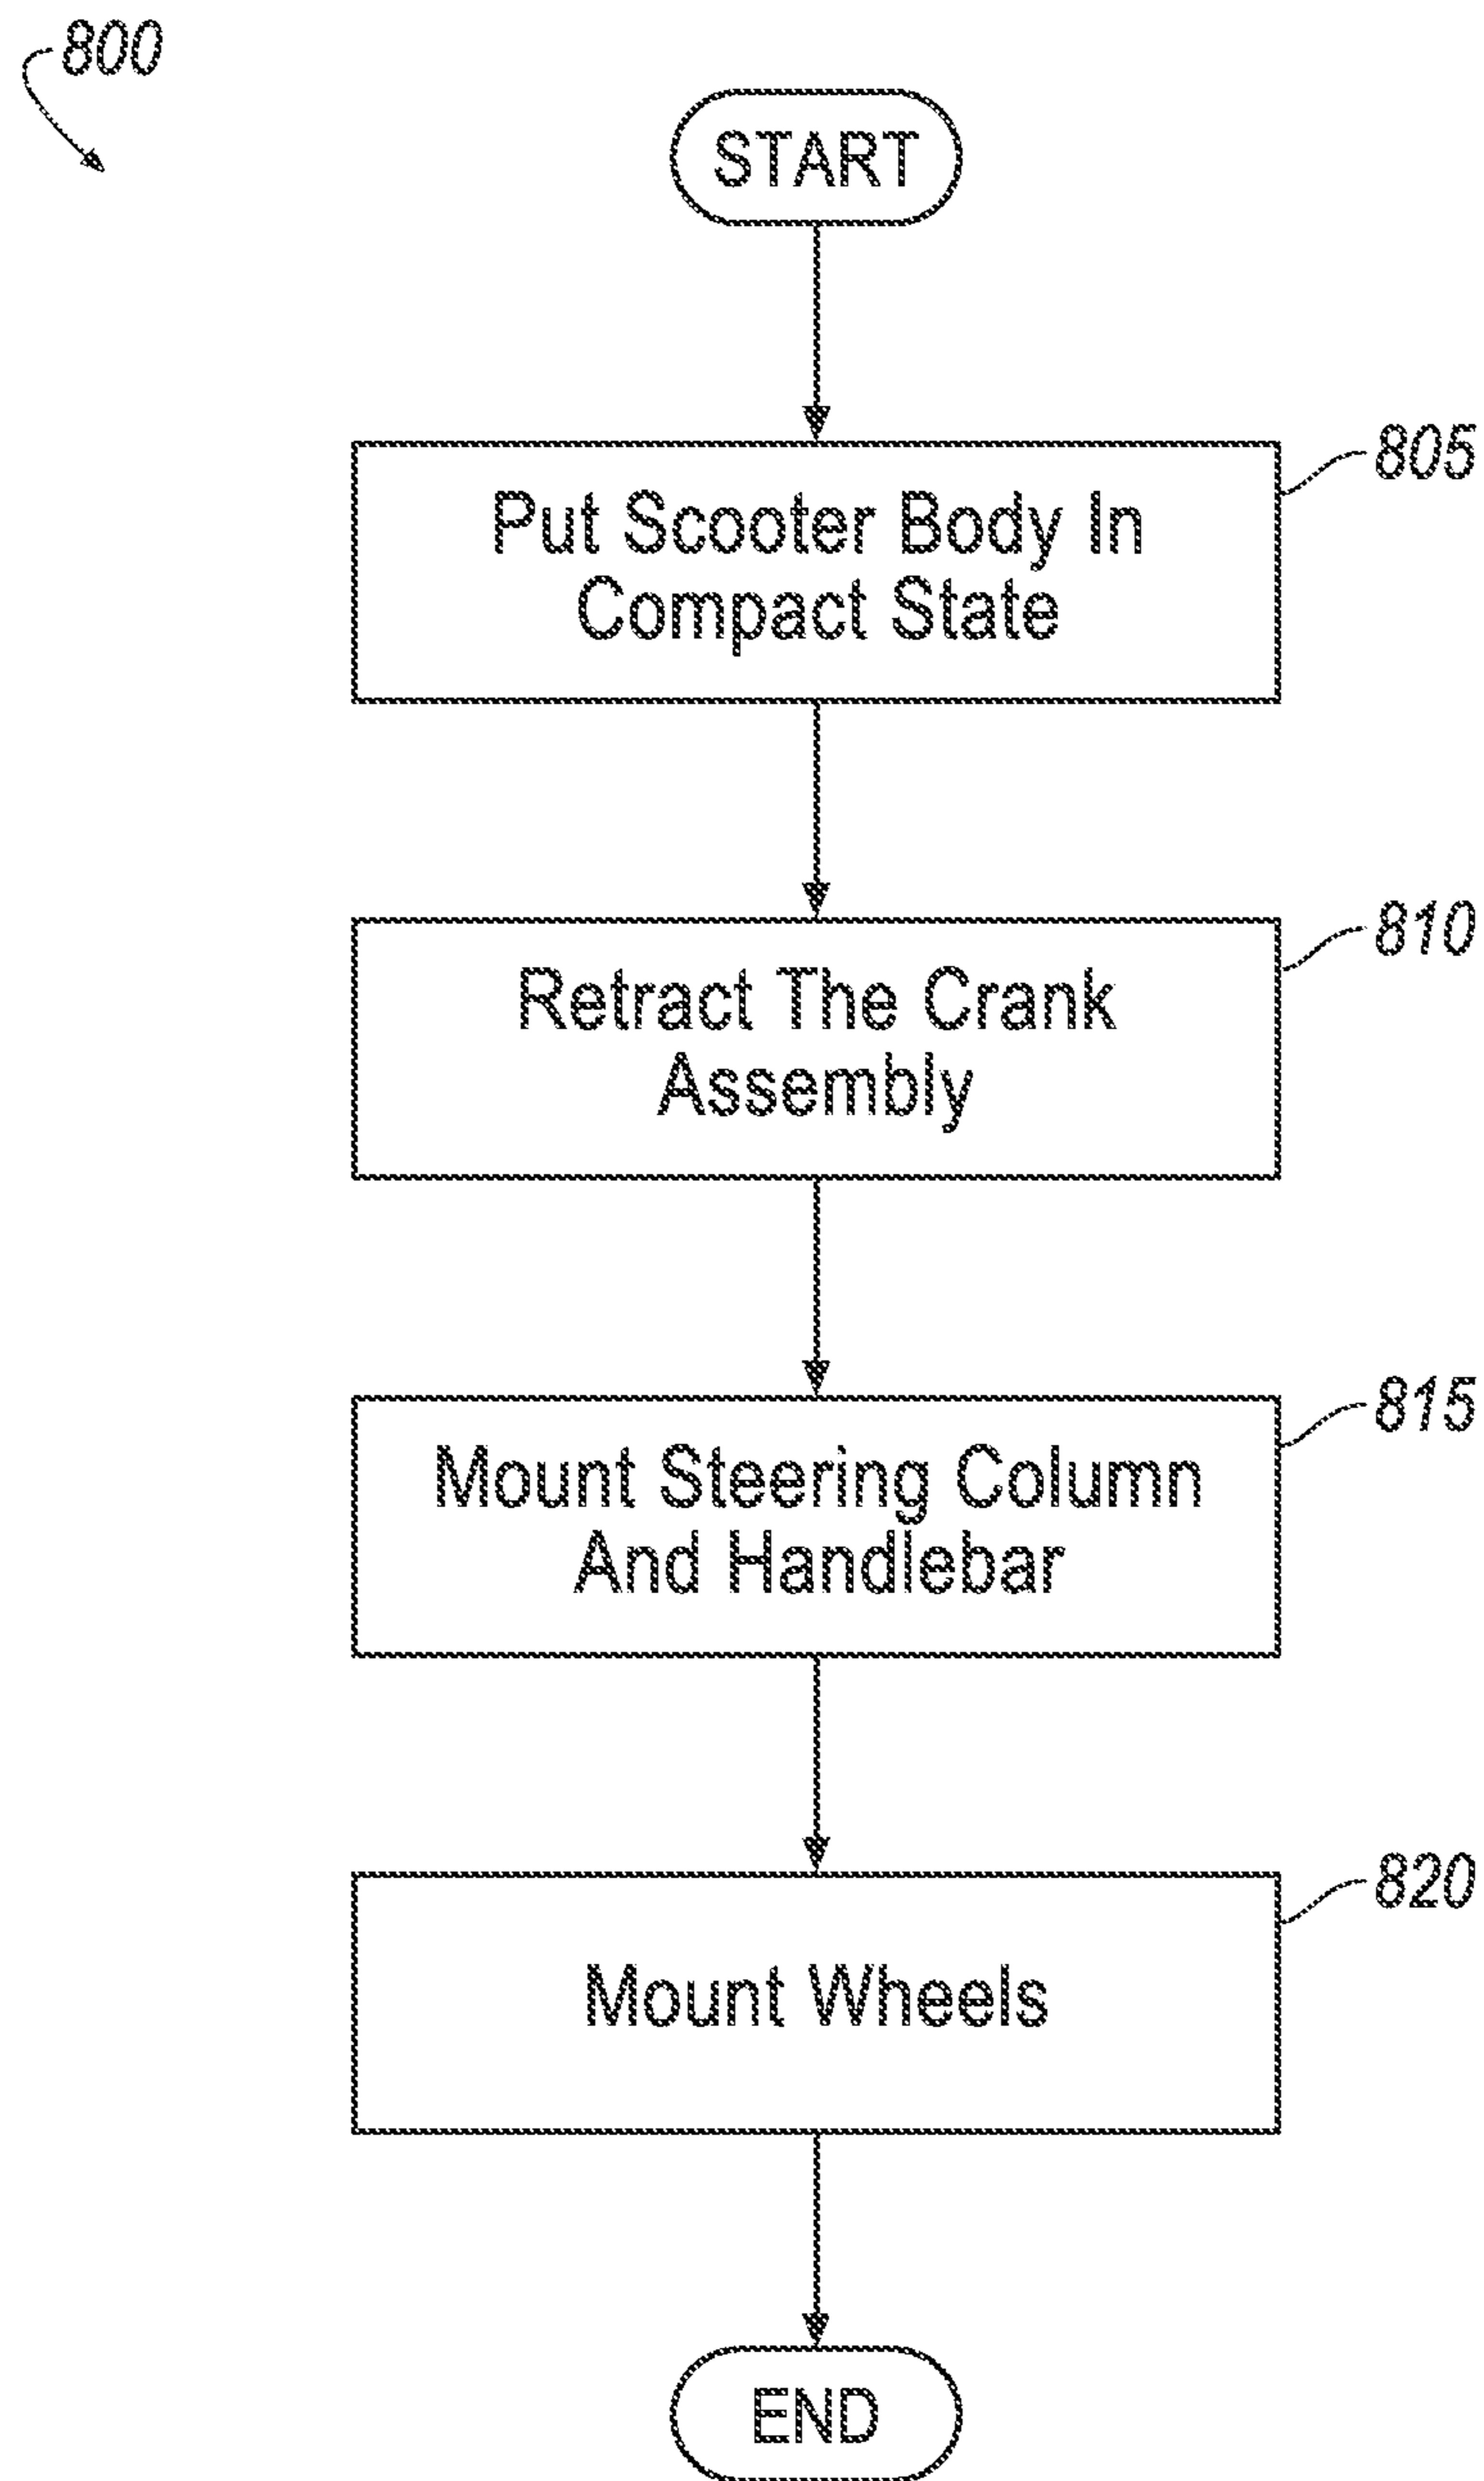 800
START
805
Put Scooter Body In
Compact State
810
Retract The Crank
Assembly
815
Mount Steering Column
And Handlebar
820
Mount Wheels
END